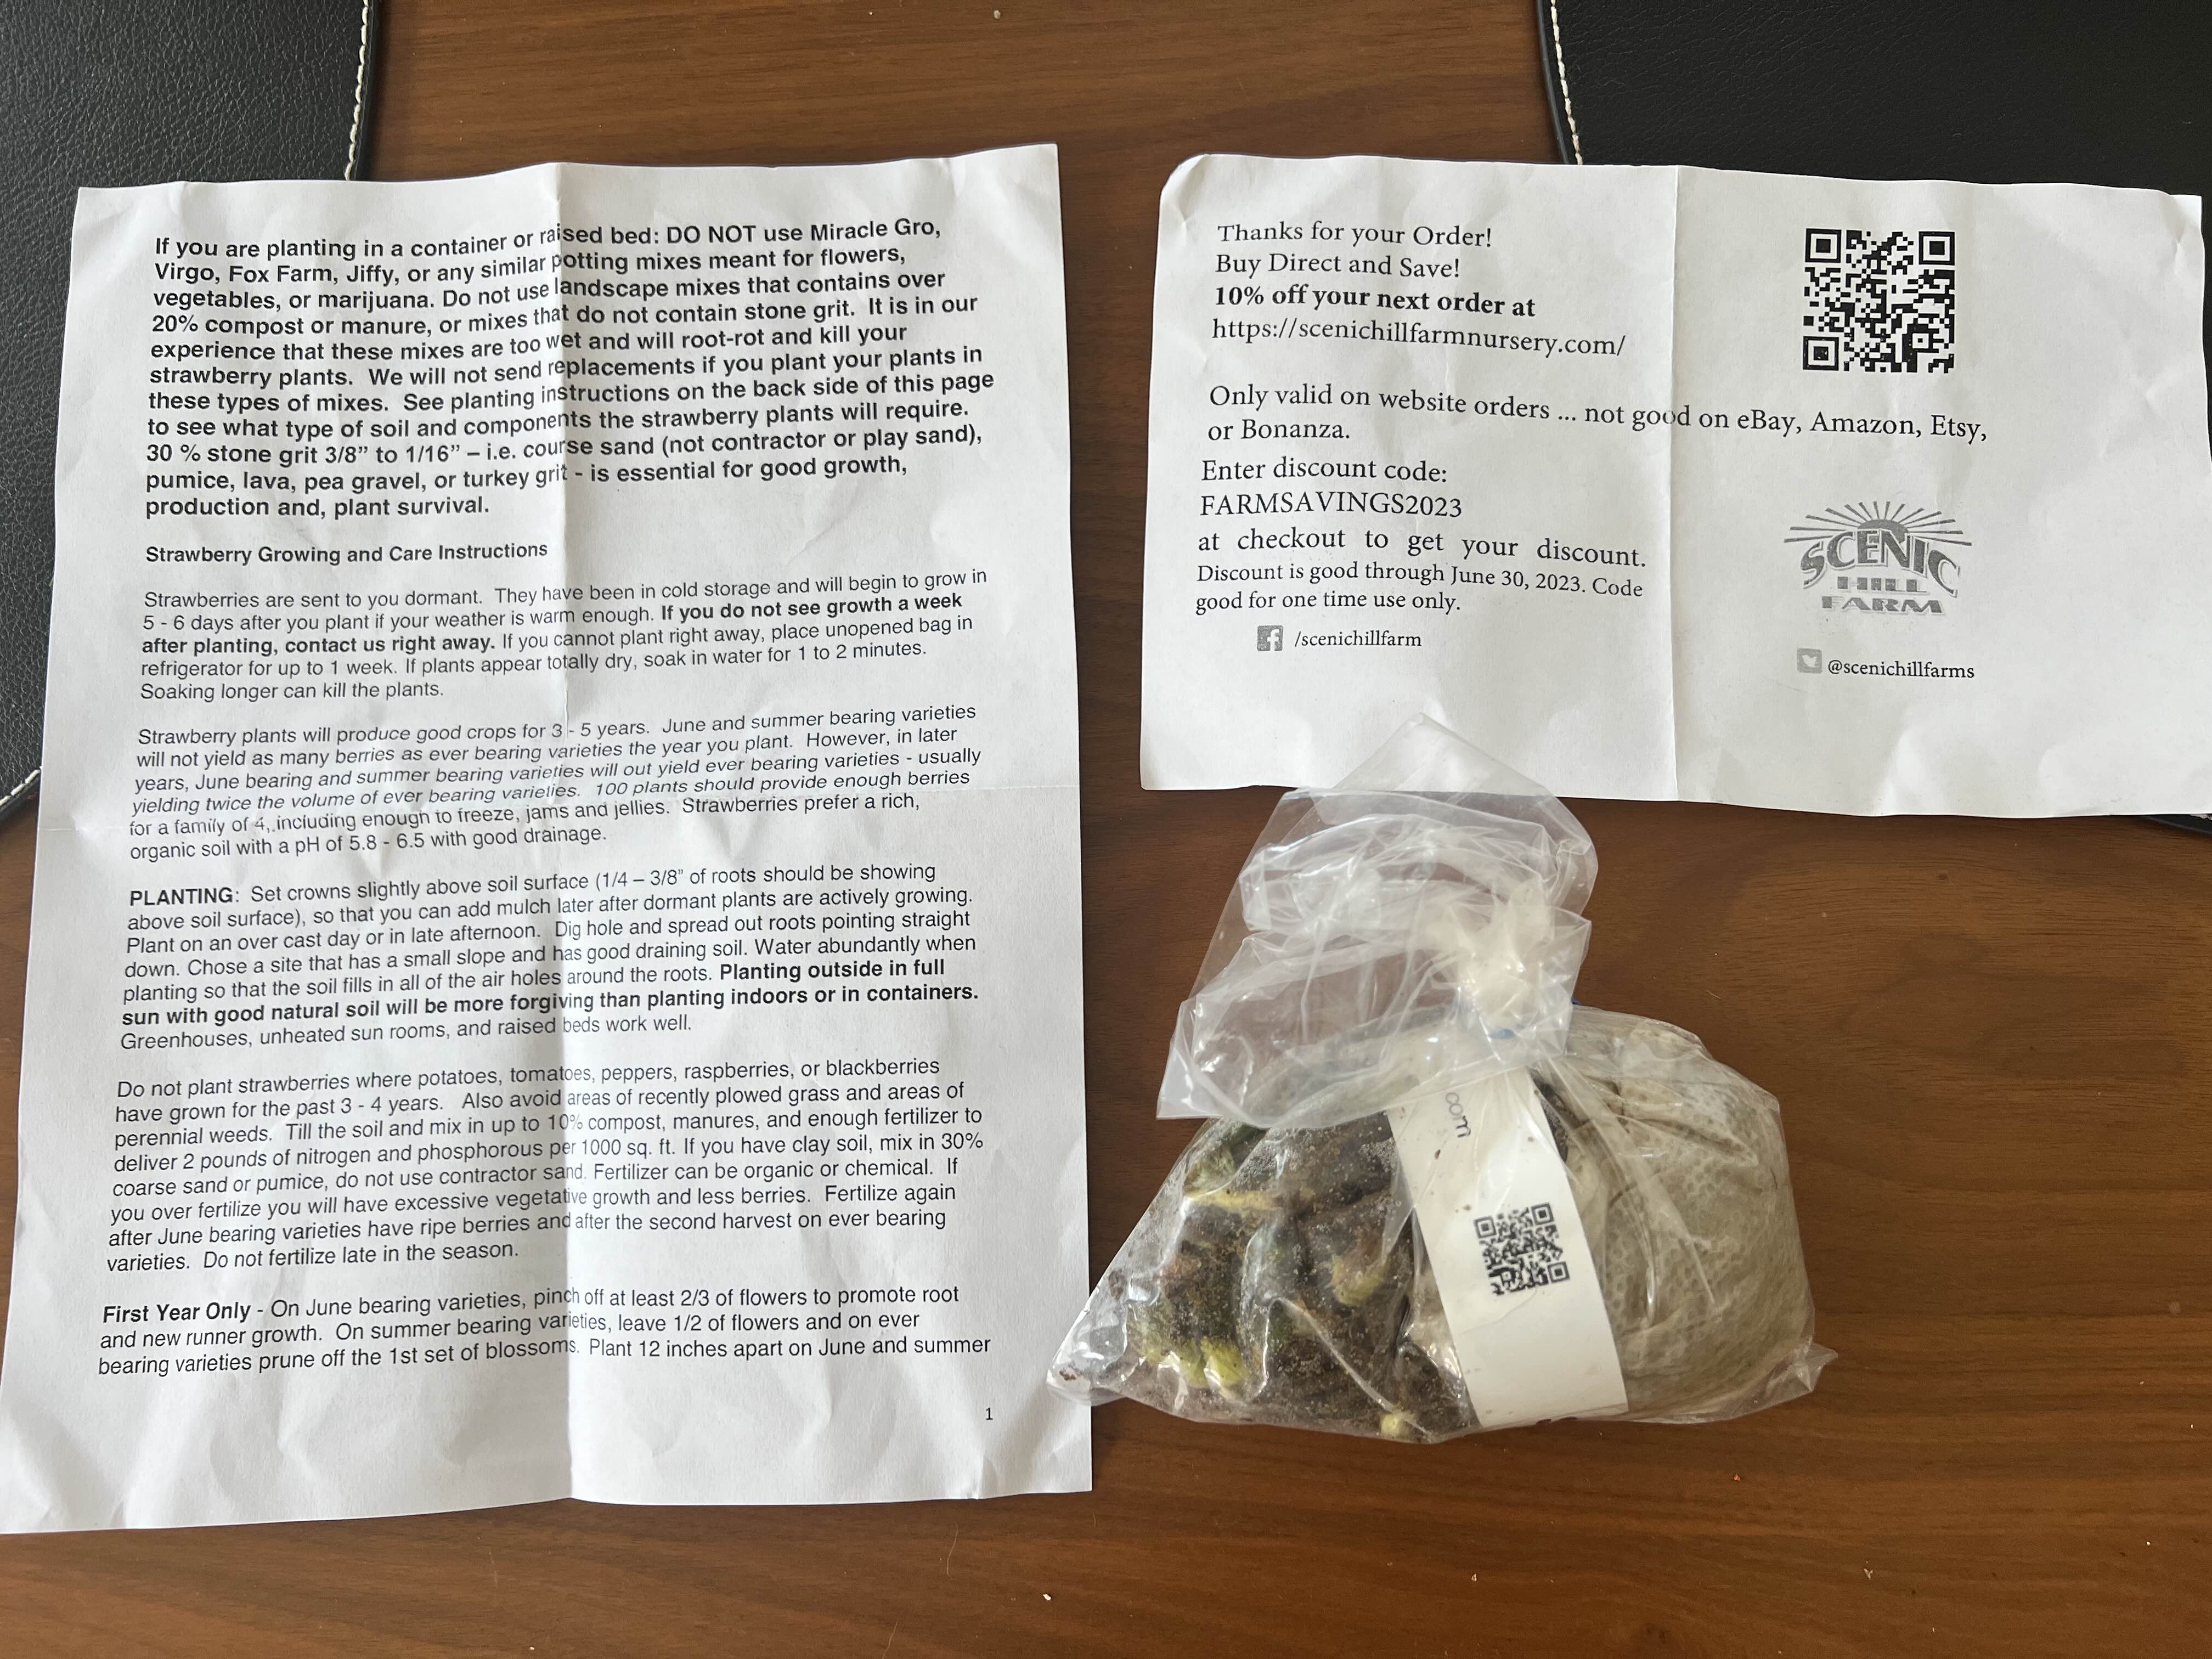 If you are planting in a container or raised bed: DO NOT use Miracle Gro,
Virgo, Fox Farm, Jiffy, or any similar potting mixes meant for flowers,
vegetables, or marijuana. Do not use landscape mixes that contains over
20% compost or manure, or mixes that do not contain stone grit. It is in our
experience that these mixes are too wet and will root-rot and kill your
strawberry plants. We will not send replacements if you plant your plants in
these types of mixes. See planting instructions on the back side of this page
to see what type of soil and components the strawberry plants will require.
30 % stone grit 3/8” to 1/16” – i.e. course sand (not contractor or play sand),
pumice, lava, pea gravel, or turkey grit - is essential for good growth,
production and, plant survival.
Strawberry Growing and Care Instructions
Strawberries are sent to you dormant. They have been in cold storage and will begin to grow in
5 - 6 days after you plant if your weather is warm enough. If you do not see growth a week
after planting, contact us right away. If you cannot plant right away, place unopened bag in
refrigerator for up to 1 week. If plants appear totally dry, soak in water for 1 to 2 minutes.
Soaking longer can kill the plants.
Strawberry plants will produce good crops for 3 - 5 years. June and summer bearing varieties
will not yield as many berries as ever bearing varieties the year you plant. However, in later
years, June bearing and summer bearing varieties will out yield ever bearing varieties - usually
yielding twice the volume of ever bearing varieties. 100 plants should provide enough berries
for a family of 4, including enough to freeze, jams and jellies. Strawberries prefer a rich,
organic soil with a pH of 5.8 - 6.5 with good drainage.
PLANTING: Set crowns slightly above soil surface (1/4 – 3/8” of roots should be showing
above soil surface), so that you can add mulch later after dormant plants are actively growing.
Plant on an over cast day or in late afternoon. Dig hole and spread out roots pointing straight
down. Chose a site that has a small slope and has good draining soil. Water abundantly when
planting so that the soil fills in all of the air holes around the roots. Planting outside in full
sun with good natural soil will be more forgiving than planting indoors or in containers.
Greenhouses, unheated sun rooms, and raised beds work well.
Do not plant strawberries where potatoes, tomatoes, peppers, raspberries, or blackberries
have grown for the past 3 - 4 years. Also avoid areas of recently plowed grass and areas of
perennial weeds. Till the soil and mix in up to 10% compost, manures, and enough fertilizer to
deliver 2 pounds of nitrogen and phosphorous per 1000 sq. ft. If you have clay soil, mix in 30%
coarse sand or pumice, do not use contractor sand. Fertilizer can be organic or chemical. If
you over fertilize you will have excessive vegetative growth and less berries. Fertilize again
after June bearing varieties have ripe berries and after the second harvest on ever bearing
varieties. Do not fertilize late in the season.
First Year Only - On June bearing varieties, pinch off at least 2/3 of flowers to promote root
and new runner growth. On summer bearing varieties, leave 1/2 of flowers and on ever
bearing varieties prune off the 1st set of blossoms. Plant 12 inches apart on June and summer
1
Thanks for your Order!
Buy Direct and Save!
10% off your next order at
https://scenichillfarmnursery.com/
Only valid on website orders ... not good on eBay, Amazon, Etsy,
or Bonanza.
Enter discount code:
FARMSAVINGS2023
at checkout to get your discount.
Discount is good through June 30, 2023. Code
good for one time use only.
/scenichillfarm
SCENIC
HILL
FARM
@scenichillfarms
com